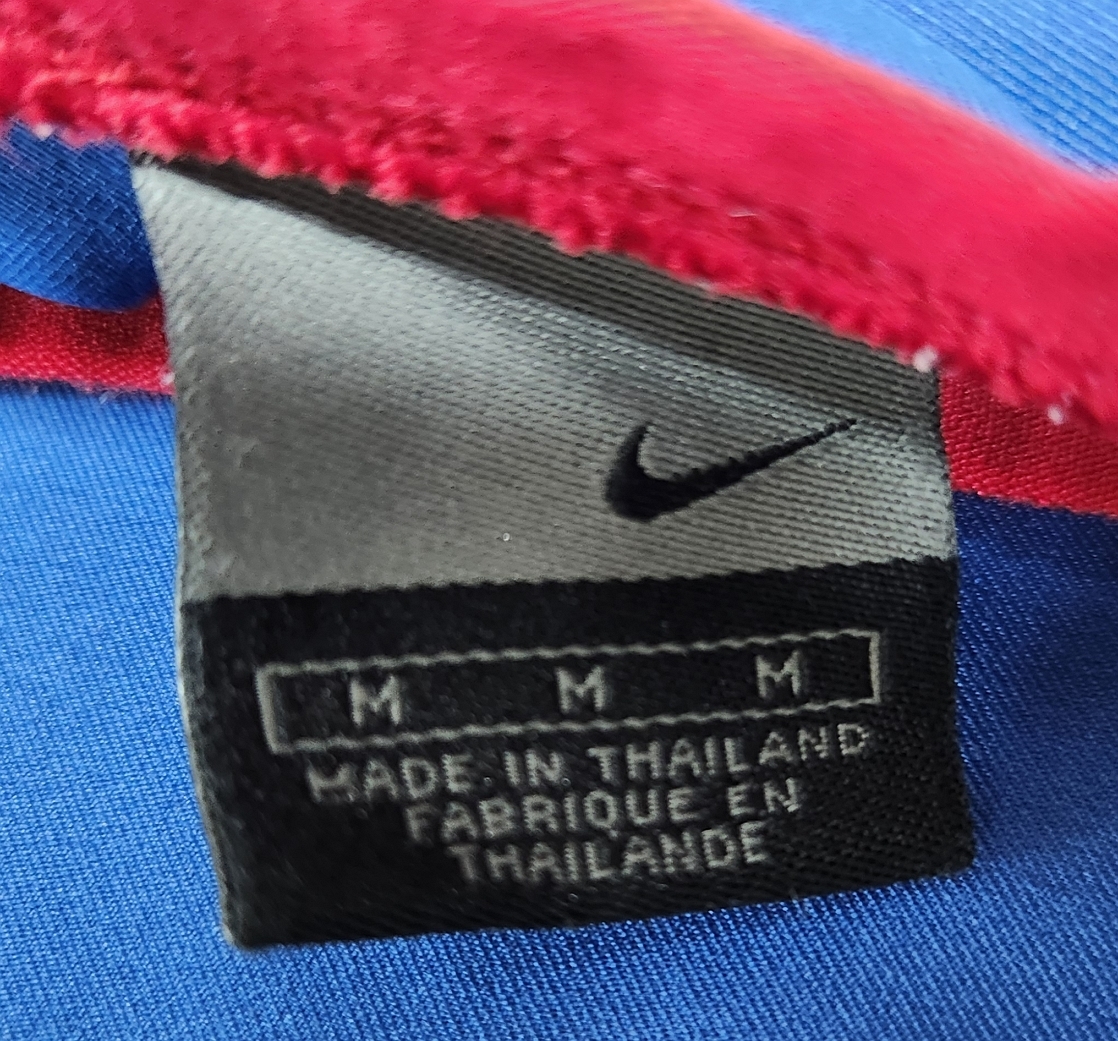 M M M
MADE IN THAILAND
FABRIQUE EN
THAILANDE